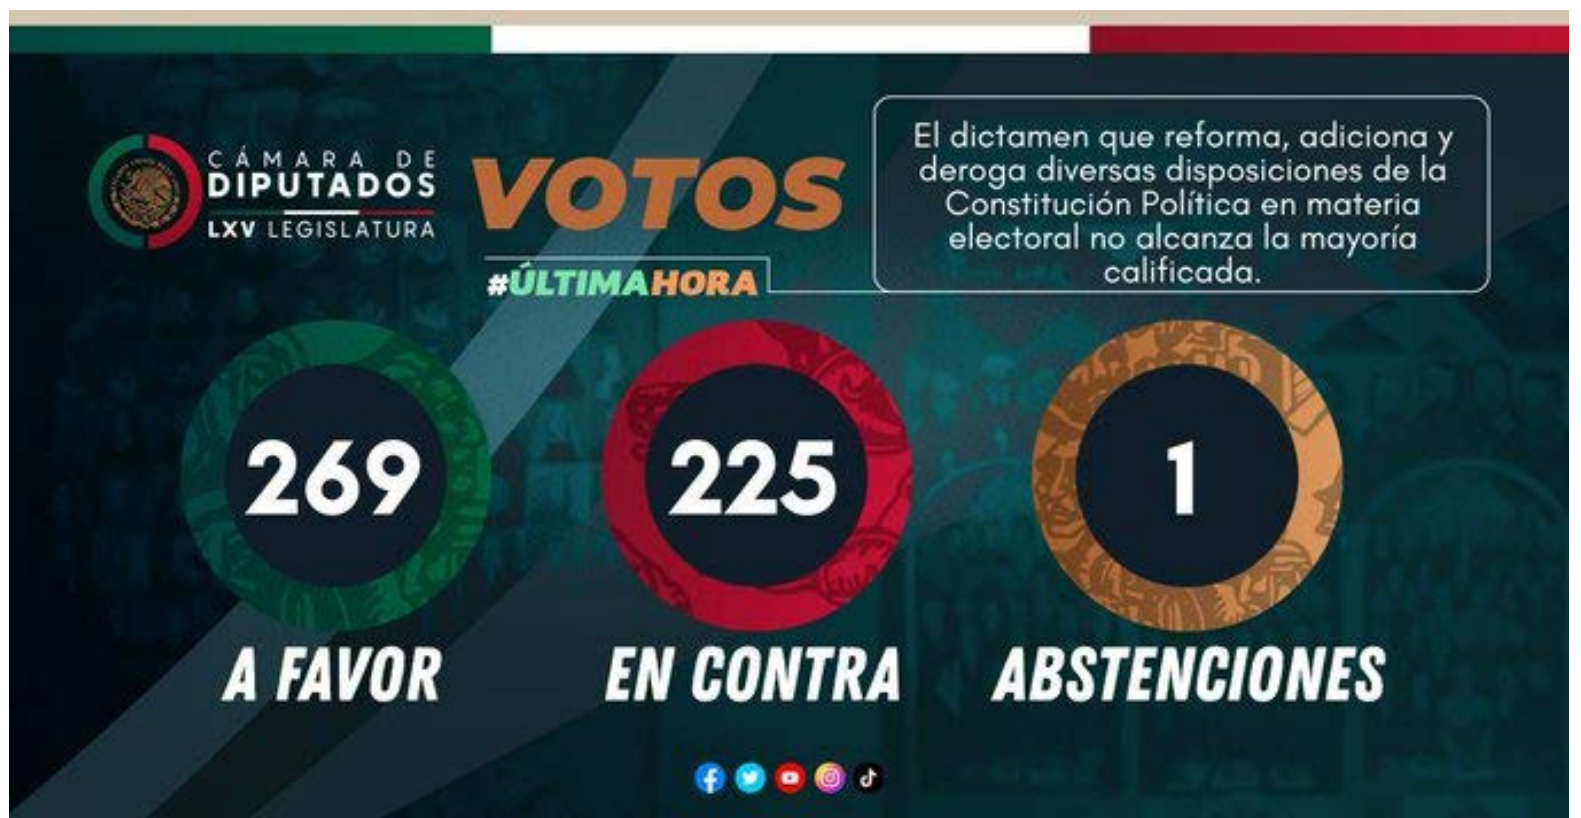 CÁMARA DE
DIPUTADOS
LXV LEGISLATURA
VOTOS
#ÚLTIMAHORA
El dictamen que reforma, adiciona y
deroga diversas disposiciones de la
Constitución Política en materia
electoral no alcanza la mayoría
calificada.
269
225
1
A FAVOR
EN CONTRA
ABSTENCIONES